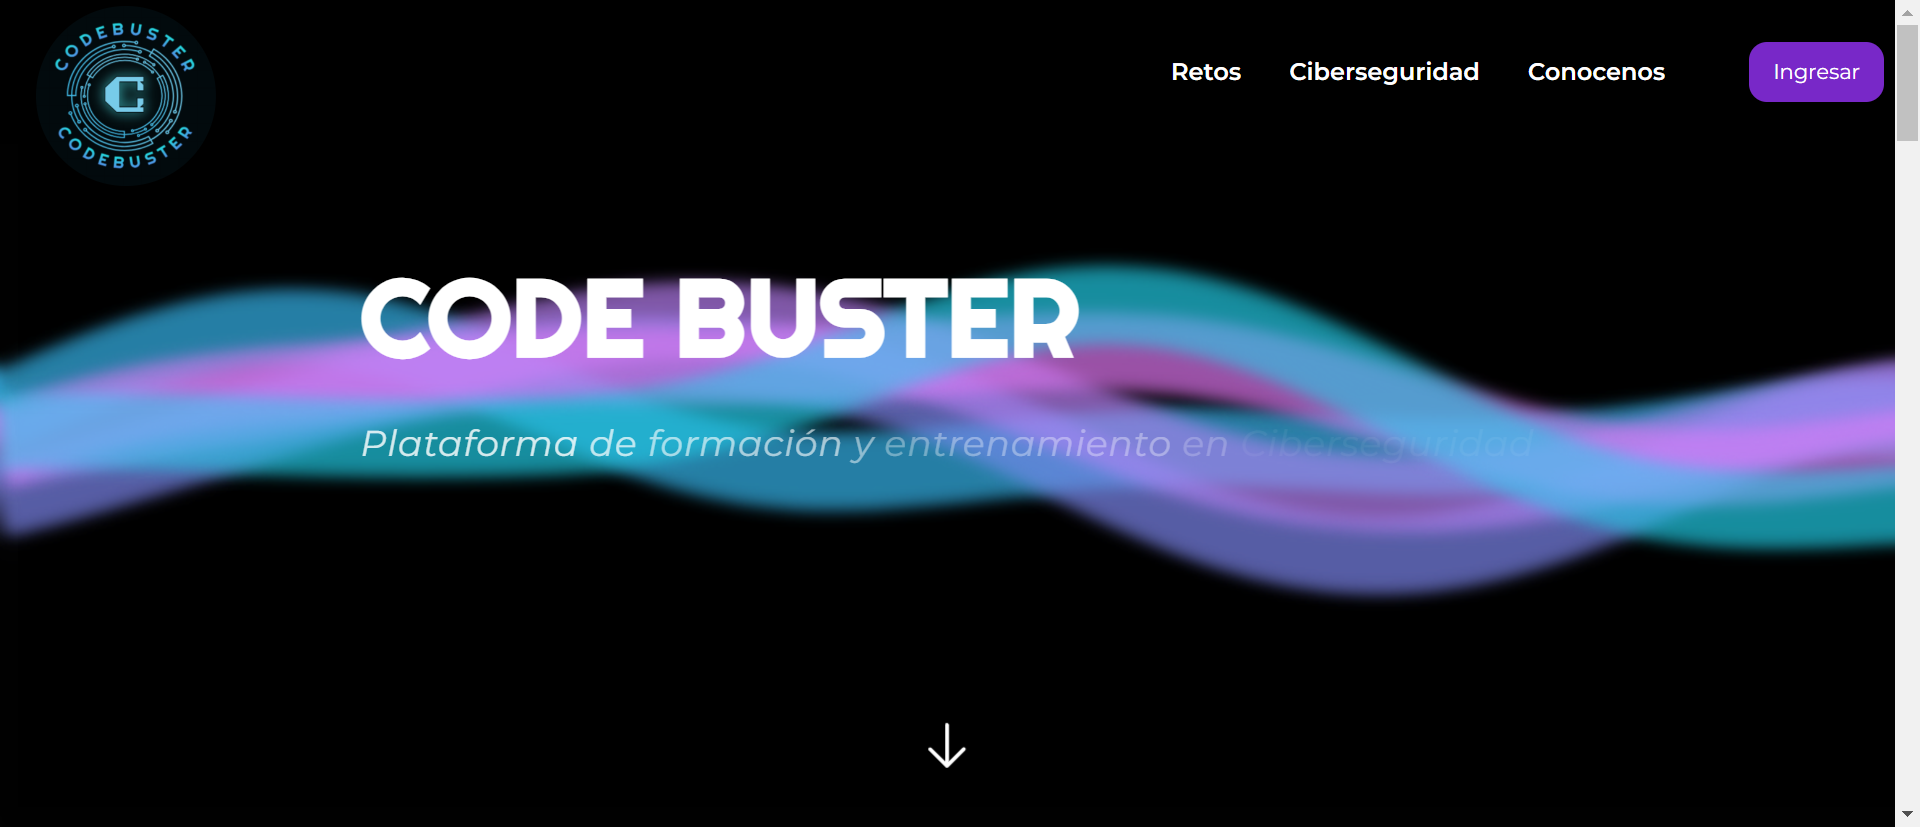 CODEBUSTER
CODEBUSTER
Retos Ciberseguridad Conocenos Ingresar
CODE BUSTER
Plataforma de formación y entrenamiento en Ciberseguridad